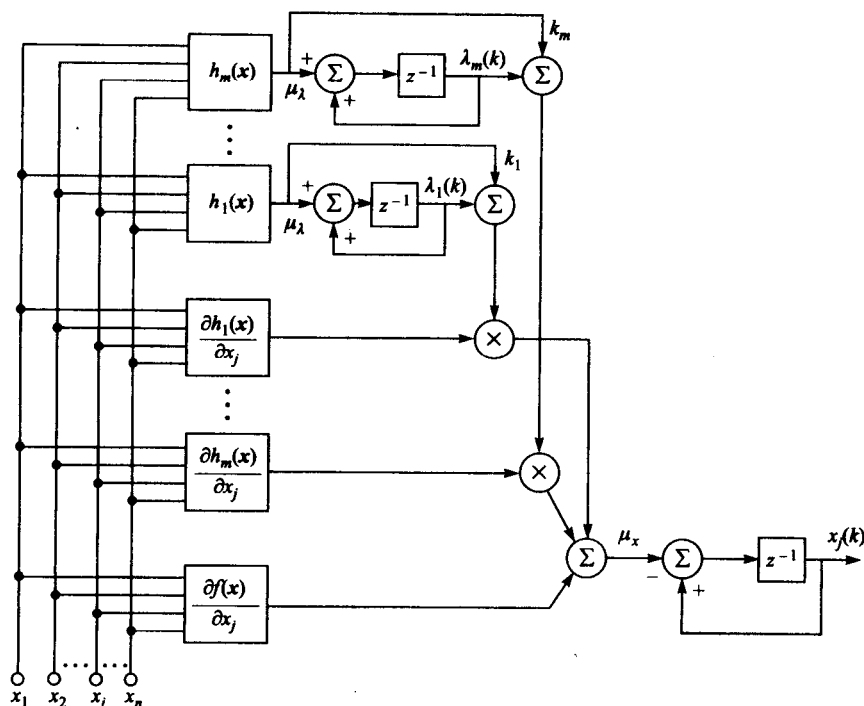 k_m
h_m(x)
μ_λ
+
Σ
+
z⁻¹
λ_m(k)
Σ
h_1(x)
μ_λ
+
Σ
+
z⁻¹
λ_1(k)
k_1
Σ
∂h_1(x)
∂x_j
×
∂h_m(x)
∂x_j
×
∂f(x)
∂x_j
Σ
μ_x
−
Σ
+
z⁻¹
x_j(k)
x_1 x_2 x_j x_n